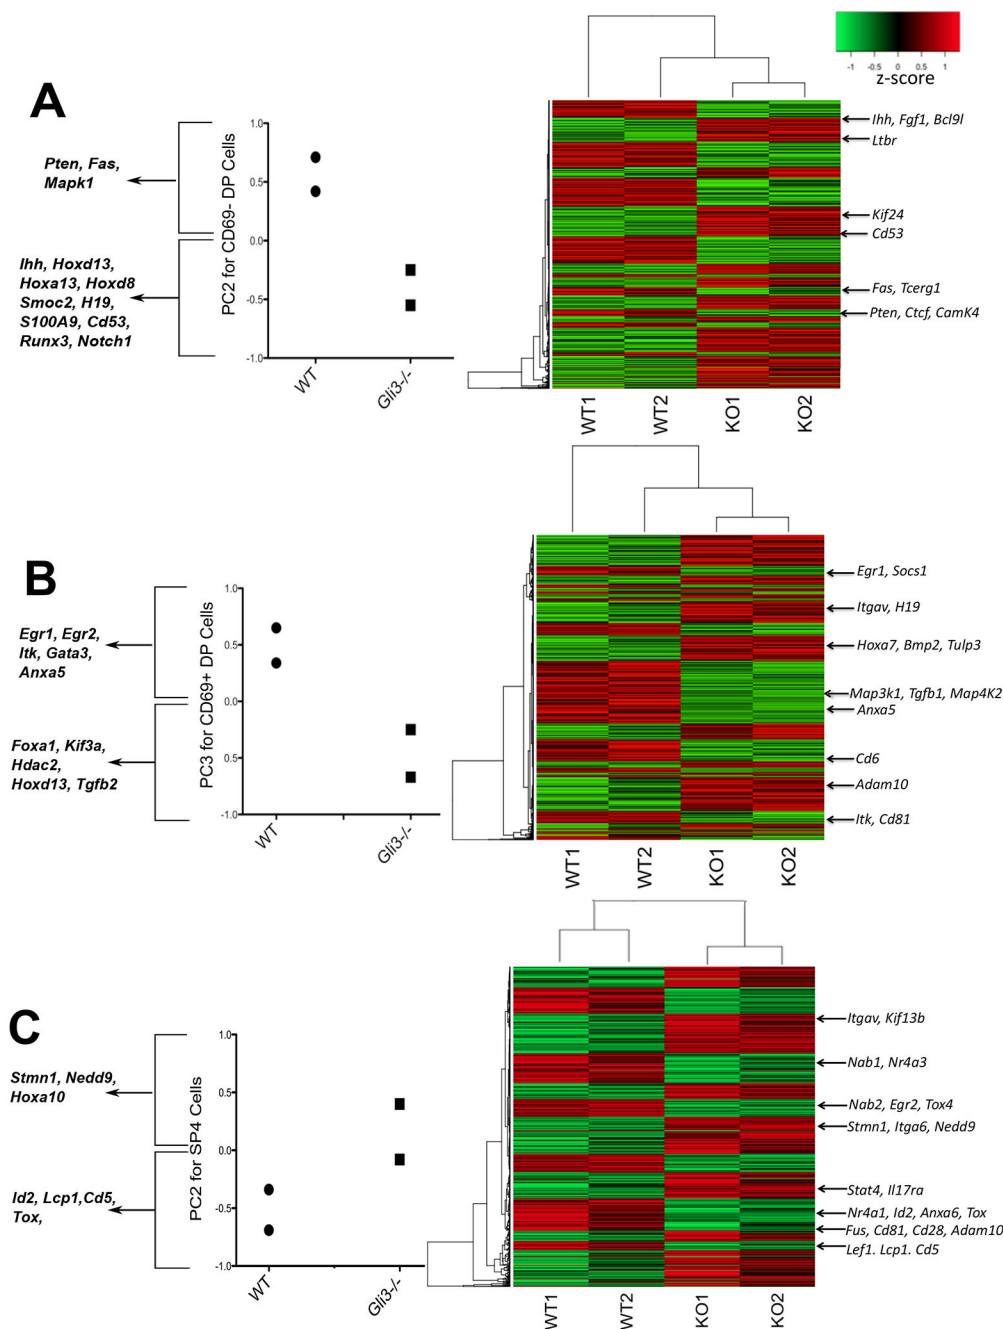 -1 -0.5 0 0.5 1
z-score
A
Pten, Fas,
Mapk1
Ihh, Hoxd13,
Hoxa13, Hoxd8
Smoc2, H19,
S100A9, Cd53,
Runx3, Notch1
PC2 for CD69- DP Cells
1.0
0.5
0.0
-0.5
-1.0
WT
Gli3-/-
Ihh, Fgf1, Bcl9l
Ltbr
Kif24
Cd53
Fas, Tcerg1
Pten, Ctcf, CamK4
WT1
WT2
KO1
KO2
B
Egr1, Egr2,
Itk, Gata3,
Anxa5
Foxa1, Kif3a,
Hdac2,
Hoxd13, Tgfb2
PC3 for CD69+ DP Cells
1.0
0.5
0.0
0.5
-1.0
WT
Gli3-/-
Egr1, Socs1
Itgav, H19
Hoxa7, Bmp2, Tulp3
Map3k1, Tgfb1, Map4K2
Anxa5
Cd6
Adam10
Itk, Cd81
WT1
WT2
KO1
KO2
C
Stmn1, Nedd9,
Hoxa10
Id2, Lcp1,Cd5,
Tox,
PC2 for SP4 Cells
1.0
0.5
0.0
-0.5
-1.0
WT
Gli3-/-
Itgav, Kif13b
Nab1, Nr4a3
Nab2, Egr2, Tox4
Stmn1, Itga6, Nedd9
Stat4, Il17ra
Nr4a1, Id2, Anxa6, Tox
Fus, Cd81, Cd28, Adam10
Lef1. Lcp1. Cd5
WT1
WT2
KO1
KO2